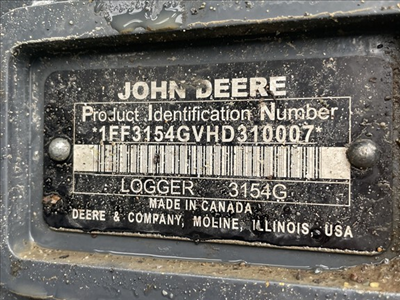 JOHN DEERE
Product Identification Number
*1FF3154GVHD310007*
LOGGER 3154G
MADE IN CANADA
DEERE & COMPANY, MOLINE, ILLINOIS, USA